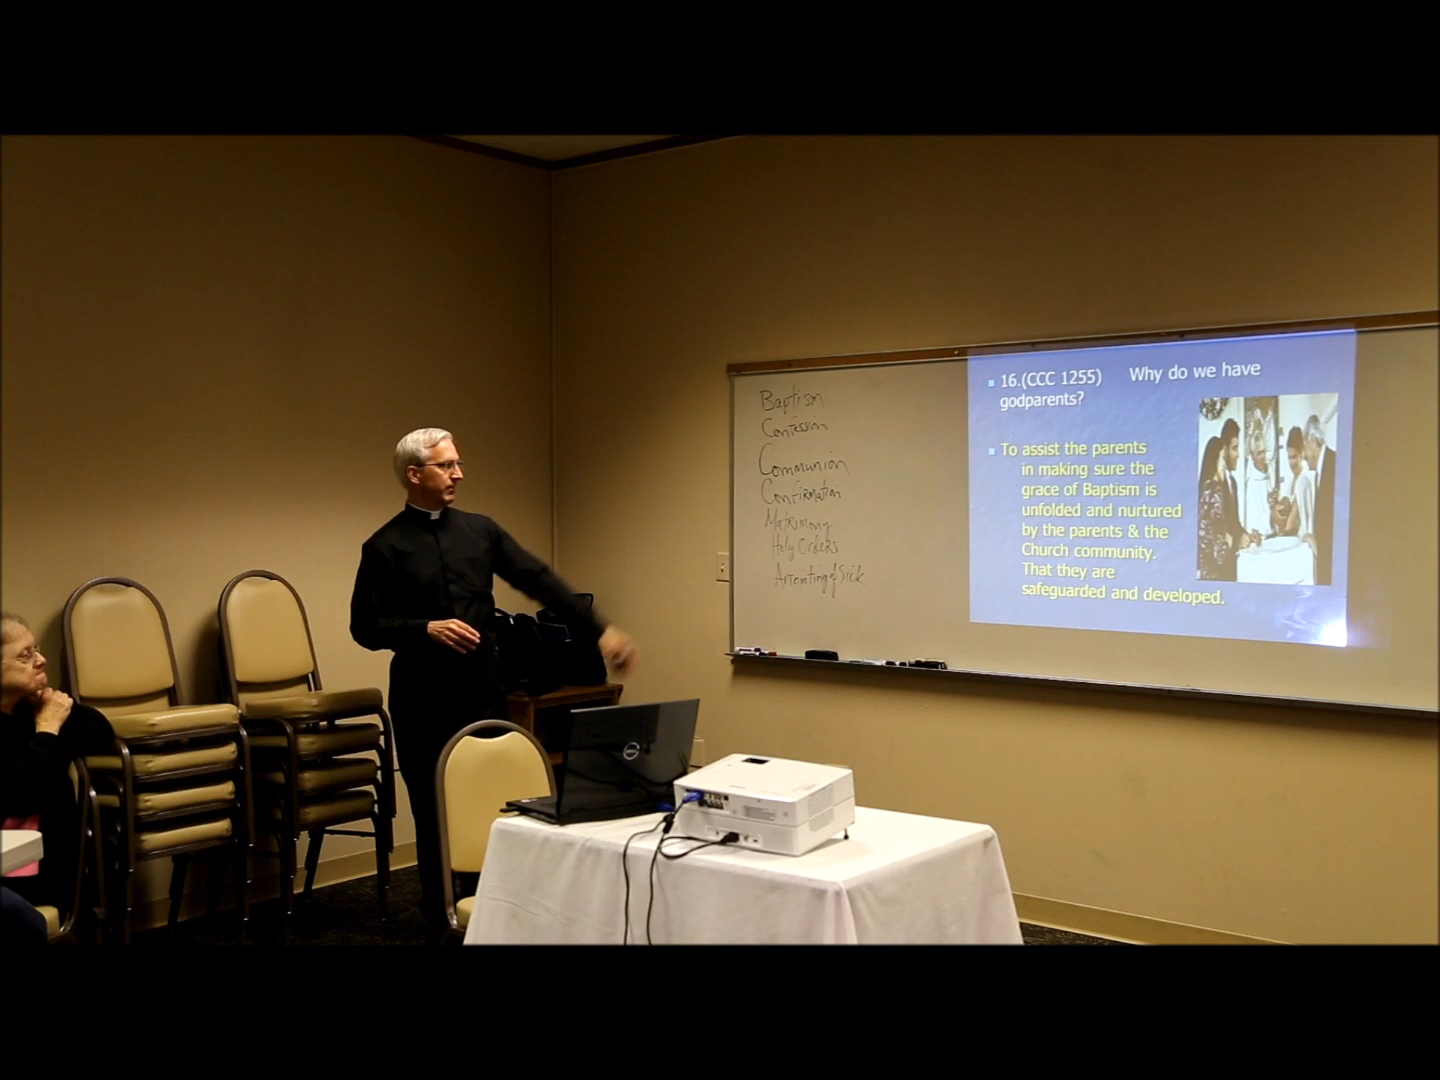 Baptism
Confession
Communion
Confirmation
Matrimony
Holy Orders
Anointing of Sick
16.(CCC 1255) Why do we have
godparents?
To assist the parents
in making sure the
grace of Baptism is
unfolded and nurtured
by the parents & the
Church community.
That they are
safeguarded and developed.
DELL